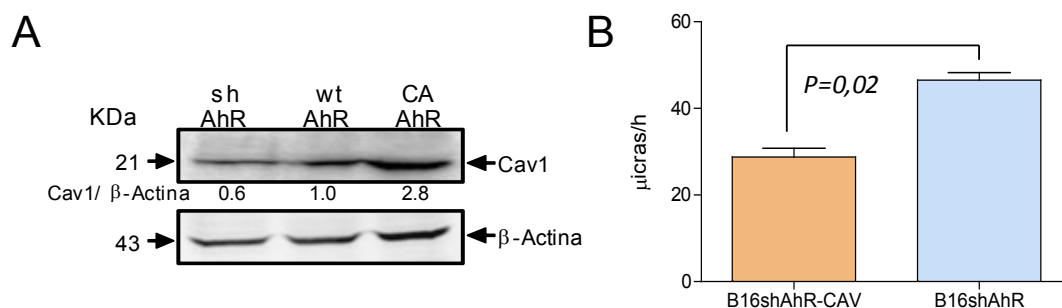 A
sh AhR
wt AhR
CA AhR
KDa
21
Cav1
Cav1/ β-Actina 0.6 1.0 2.8
43
β-Actina
B
60
40
20
0
µicras/h
P=0,02
B16shAhR-CAV B16shAhR